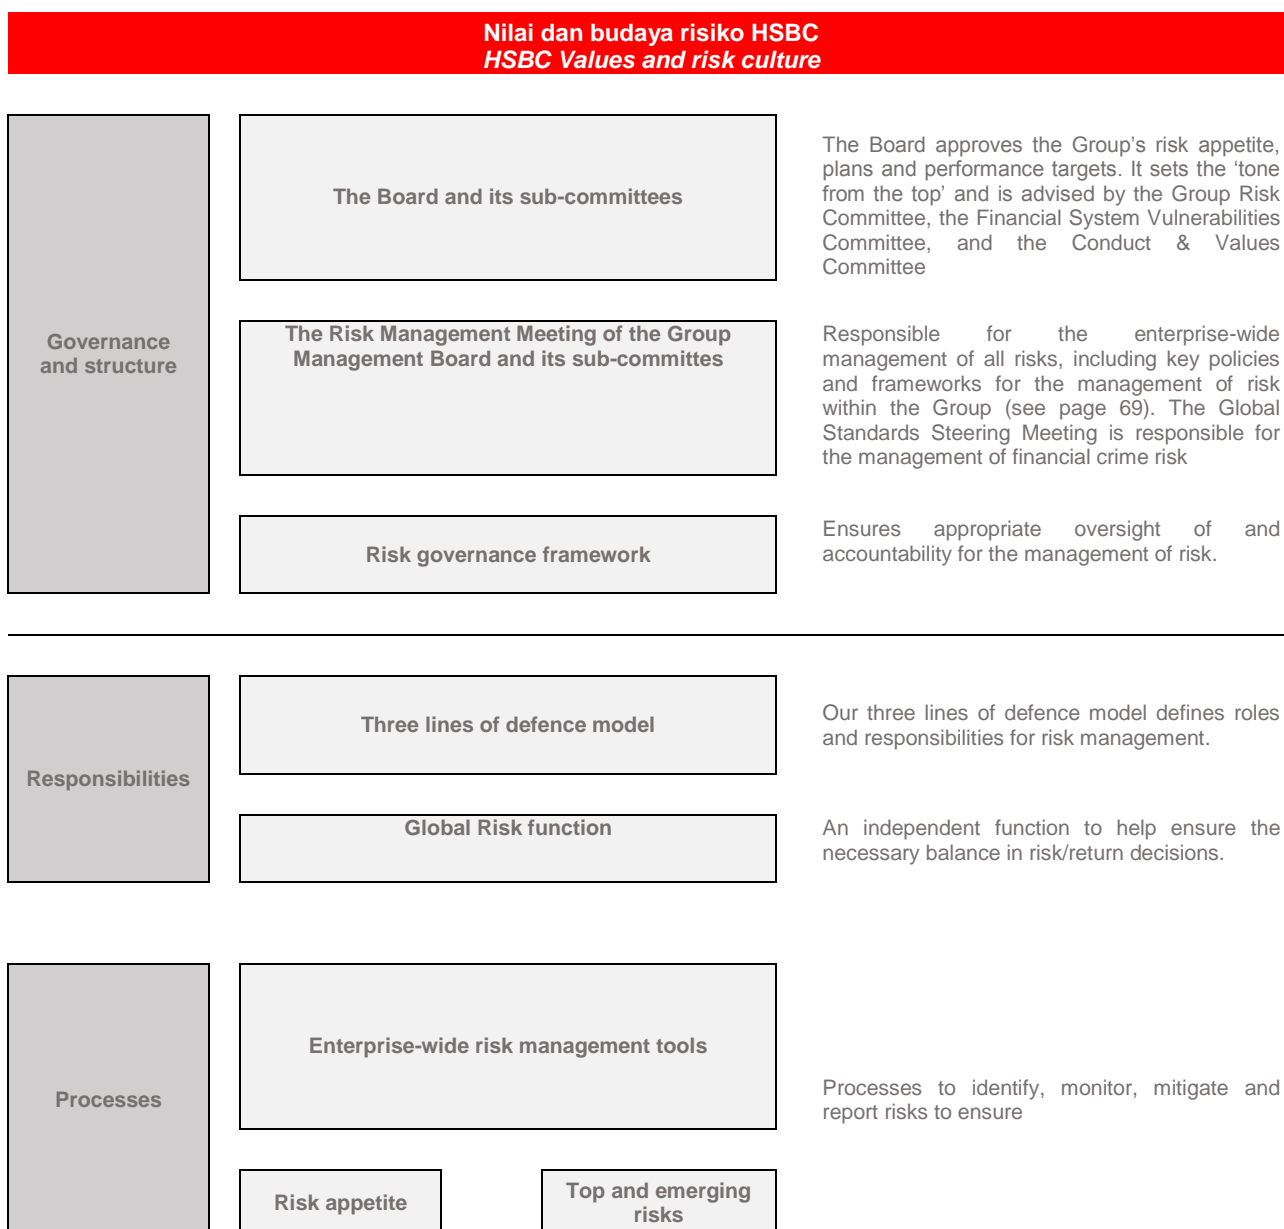 Nilai dan budaya risiko HSBC
HSBC Values and risk culture
Governance
and structure
The Board and its sub-committees
The Board approves the Group’s risk appetite,
plans and performance targets. It sets the ‘tone
from the top’ and is advised by the Group Risk
Committee, the Financial System Vulnerabilities
Committee, and the Conduct & Values
Committee
The Risk Management Meeting of the Group
Management Board and its sub-committes
Responsible for the enterprise-wide
management of all risks, including key policies
and frameworks for the management of risk
within the Group (see page 69). The Global
Standards Steering Meeting is responsible for
the management of financial crime risk
Risk governance framework
Ensures appropriate oversight of and
accountability for the management of risk.
Responsibilities
Three lines of defence model
Our three lines of defence model defines roles
and responsibilities for risk management.
Global Risk function
An independent function to help ensure the
necessary balance in risk/return decisions.
Processes
Enterprise-wide risk management tools
Processes to identify, monitor, mitigate and
report risks to ensure
Risk appetite
Top and emerging
risks